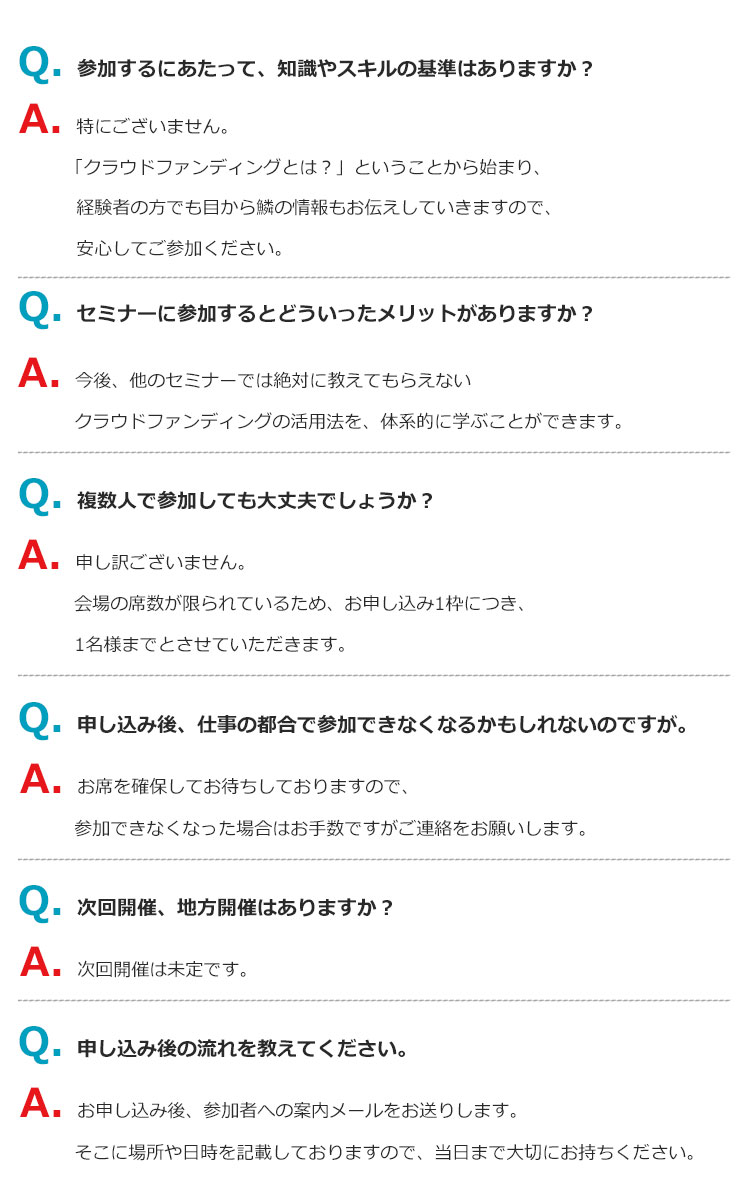 Q. 参加するにあたって、知識やスキルの基準はありますか？
A. 特にございません。
「クラウドファンディングとは？」ということから始まり、
経験者の方でも目から鱗の情報もお伝えしていきますので、
安心してご参加ください。
Q. セミナーに参加するとどういったメリットがありますか？
A. 今後、他のセミナーでは絶対に教えてもらえない
クラウドファンディングの活用法を、体系的に学ぶことができます。
Q. 複数人で参加しても大丈夫でしょうか？
A. 申し訳ございません。
会場の席数が限られているため、お申し込み1枠につき、
1名様までとさせていただきます。
Q. 申し込み後、仕事の都合で参加できなくなるかもしれないのですが。
A. お席を確保してお待ちしておりますので、
参加できなくなった場合はお手数ですがご連絡をお願いします。
Q. 次回開催、地方開催はありますか？
A. 次回開催は未定です。
Q. 申し込み後の流れを教えてください。
A. お申し込み後、参加者への案内メールをお送りします。
そこに場所や日時を記載しておりますので、当日まで大切にお持ちください。